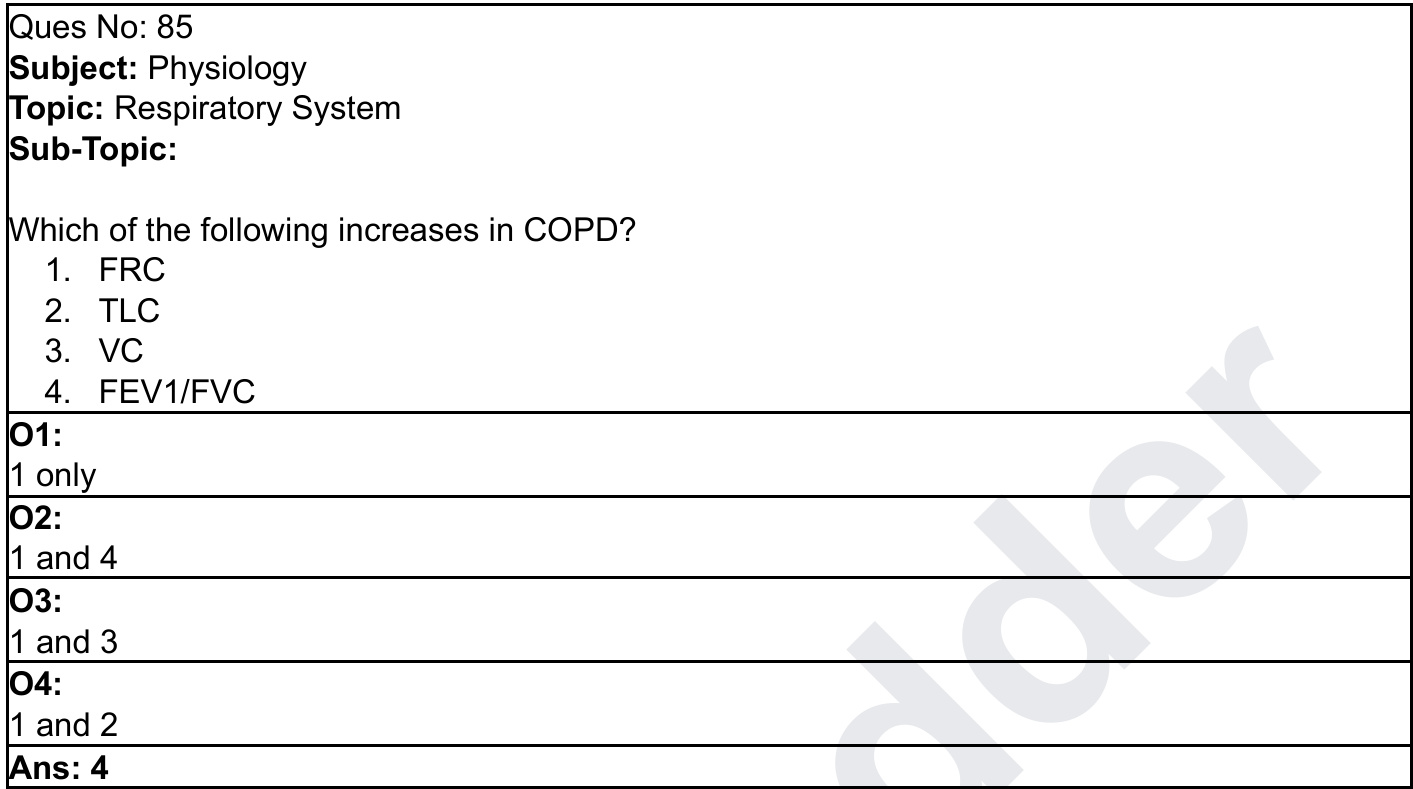 Ques No: 85
Subject: Physiology
Topic: Respiratory System
Sub-Topic:
Which of the following increases in COPD?
1. FRC
2. TLC
3. VC
4. FEV1/FVC
O1:
1 only
O2:
1 and 4
O3:
1 and 3
O4:
1 and 2
Ans: 4
dder